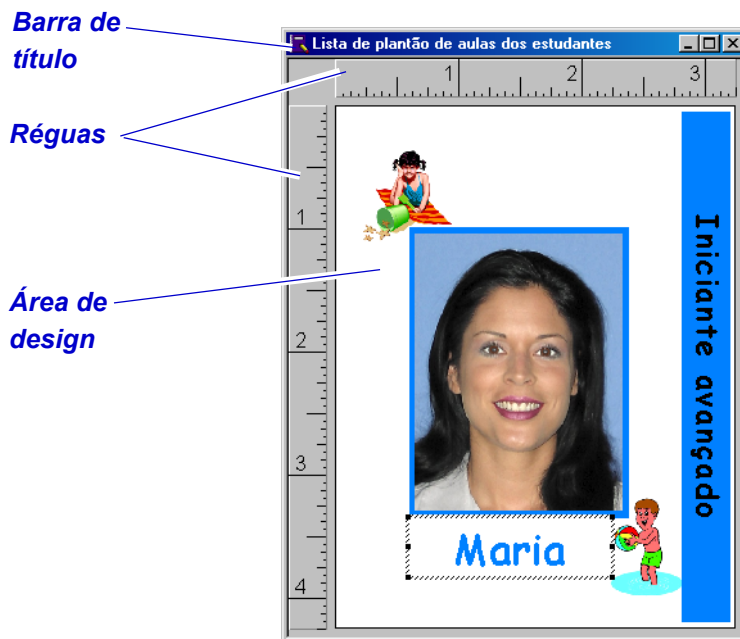 Barra de
título
Lista de plantão de aulas dos estudantes
1 2 3
Réguas
1
2
3
4
Área de
design
Iniciante avançado
Maria